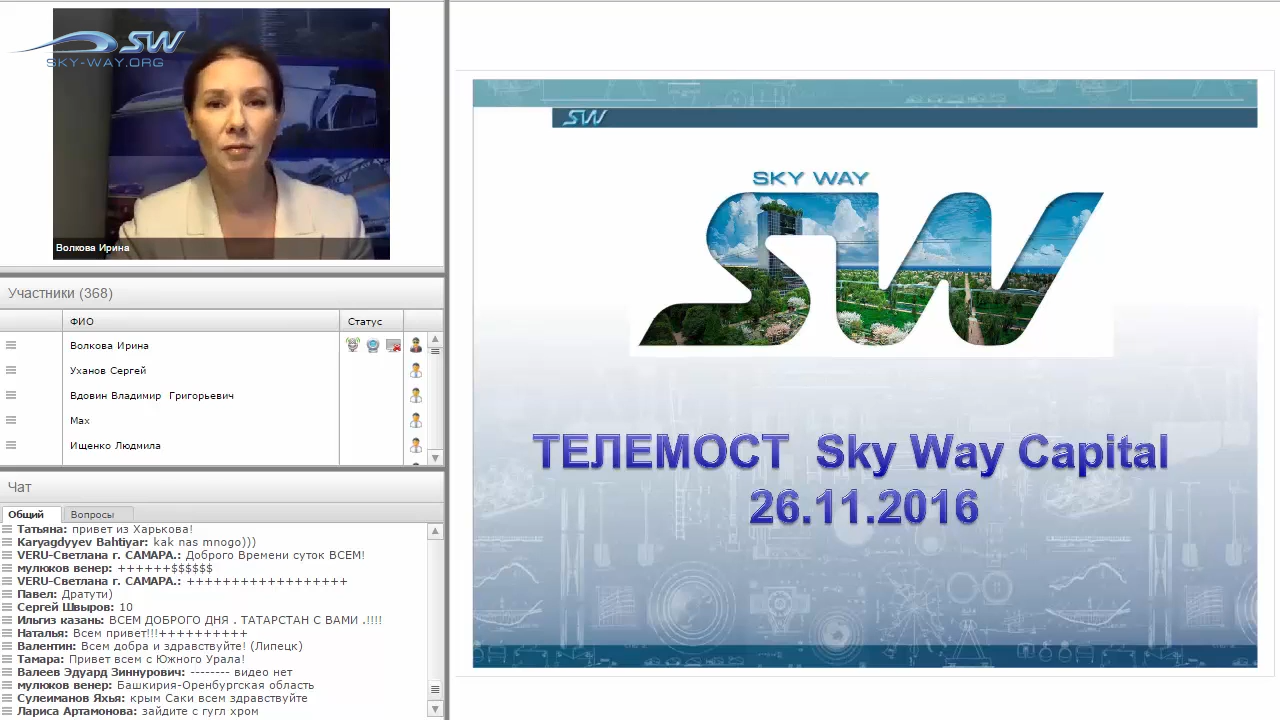 SW
SKY-WAY.ORG
Волкова Ирина
Участники (368)
ФИО Статус
Волкова Ирина
Уханов Сергей
Вдовин Владимир Григорьевич
Мах
Ищенко Людмила
Чат
Общий Вопросы
Татьяна: привет из Харькова!
Karyagdyyev Bahtiyar: kak nas mnogo)))
VERU-Светлана г. САМАРА.: Доброго Времени суток ВСЕМ!
мулюков венер: ++++++$$$$$$
VERU-Светлана г. САМАРА.: ++++++++++++++++++
Павел: Дратути)
Сергей Швыров: 10
Ильгиз казань: ВСЕМ ДОБРОГО ДНЯ . ТАТАРСТАН С ВАМИ .!!!!
Наталья: Всем привет!!!++++++++++
Валентин: Всем добра и здравствуйте! (Липецк)
Тамара: Привет всем с Южного Урала!
Валеев Эдуард Зиннурович: -------- видео нет
мулюков венер: Башкирия-Оренбургская область
Сулеиманов Яхья: крым Саки всем здравствуйте
Лариса Артамонова: зайдите с гугл хром
SW
SKY WAY
SW
ТЕЛЕМОСТ Sky Way Capital
26.11.2016